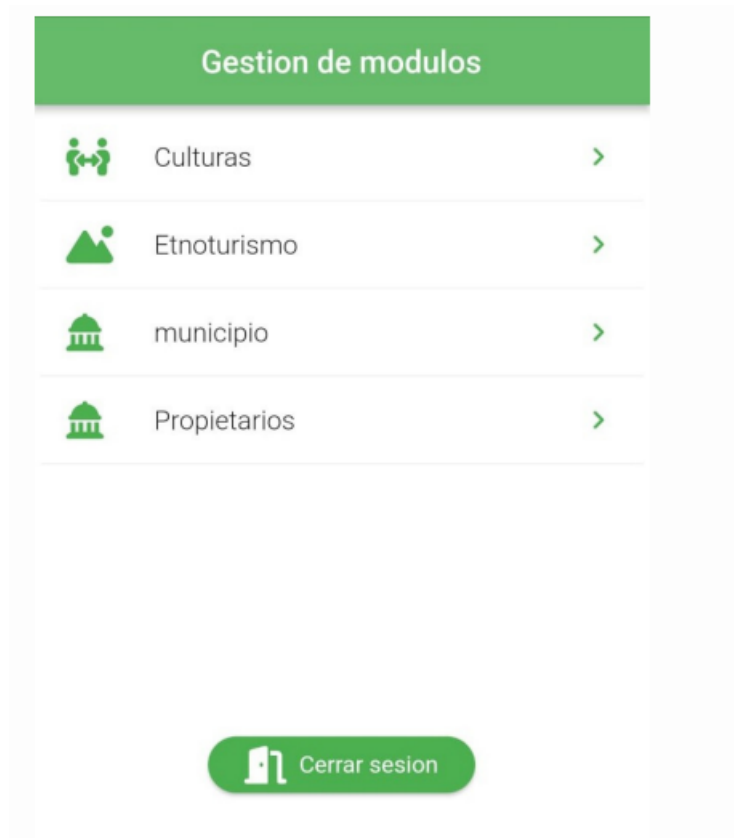 Gestion de modulos
Culturas
Etnoturismo
municipio
Propietarios
Cerrar sesion